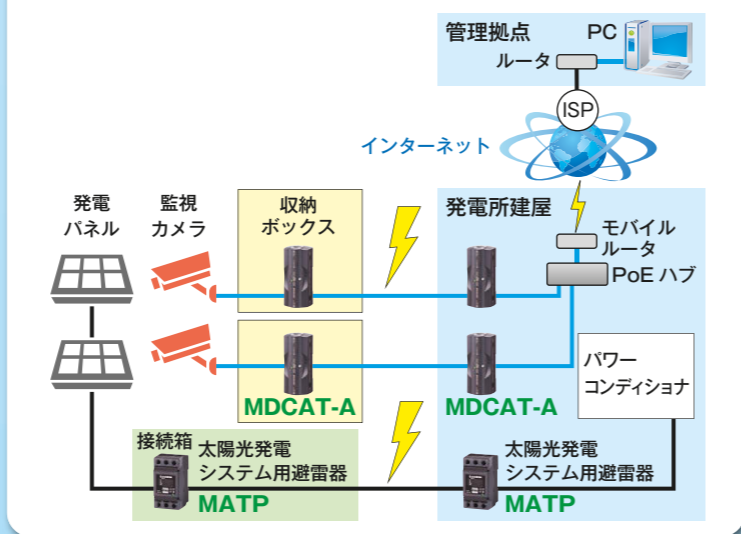 管理拠点
PC
ルータ
ISP
インターネット
発電
パネル
監視
カメラ
収納
ボックス
発電所建屋
モバイル
ルータ
PoE ハブ
MDCAT-A
MDCAT-A
パワー
コンディショナ
接続箱
太陽光発電
システム用避雷器
MATP
太陽光発電
システム用避雷器
MATP